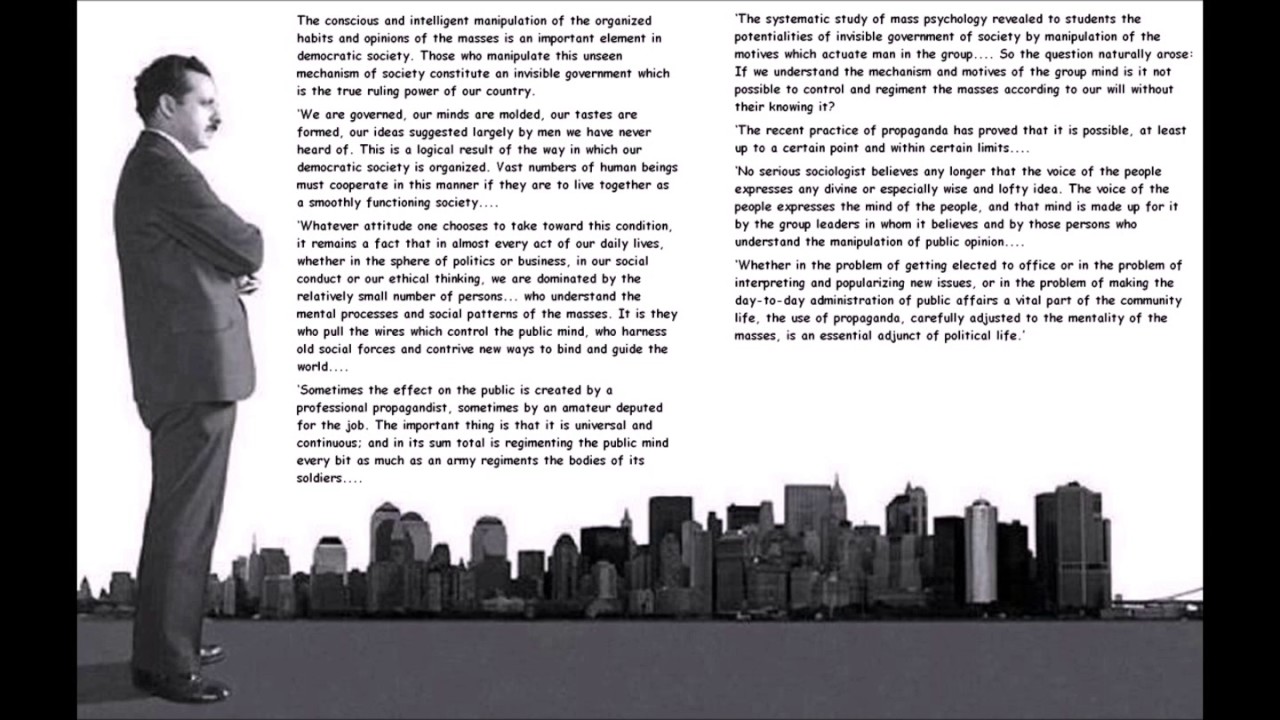 The conscious and intelligent manipulation of the organized
habits and opinions of the masses is an important element in
democratic society. Those who manipulate this unseen
mechanism of society constitute an invisible government which
is the true ruling power of our country.
'We are governed, our minds are molded, our tastes are
formed, our ideas suggested largely by men we have never
heard of. This is a logical result of the way in which our
democratic society is organized. Vast numbers of human beings
must cooperate in this manner if they are to live together as
a smoothly functioning society....
'Whatever attitude one chooses to take toward this condition,
it remains a fact that in almost every act of our daily lives,
whether in the sphere of politics or business, in our social
conduct or our ethical thinking, we are dominated by the
relatively small number of persons... who understand the
mental processes and social patterns of the masses. It is they
who pull the wires which control the public mind, who harness
old social forces and contrive new ways to bind and guide the
world....
'Sometimes the effect on the public is created by a
professional propagandist, sometimes by an amateur deputed
for the job. The important thing is that it is universal and
continuous; and in its sum total is regimenting the public mind
every bit as much as an army regiments the bodies of its
soldiers....
'The systematic study of mass psychology revealed to students the
potentialities of invisible government of society by manipulation of the
motives which actuate man in the group.... So the question naturally arose:
If we understand the mechanism and motives of the group mind is it not
possible to control and regiment the masses according to our will without
their knowing it?
'The recent practice of propaganda has proved that it is possible, at least
up to a certain point and within certain limits....
'No serious sociologist believes any longer that the voice of the people
expresses any divine or especially wise and lofty idea. The voice of the
people expresses the mind of the people, and that mind is made up for it
by the group leaders in whom it believes and by those persons who
understand the manipulation of public opinion....
'Whether in the problem of getting elected to office or in the problem of
interpreting and popularizing new issues, or in the problem of making the
day-to-day administration of public affairs a vital part of the community
life, the use of propaganda, carefully adjusted to the mentality of the
masses, is an essential adjunct of political life.'